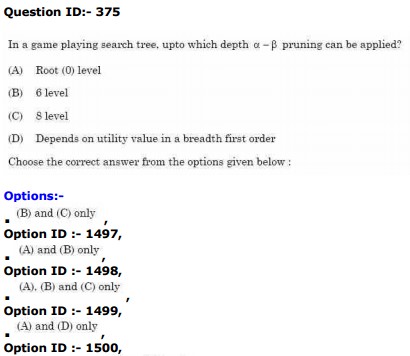 Question ID:- 375
In a game playing search tree, upto which depth α – β pruning can be applied?
(A) Root (0) level
(B) 6 level
(C) 8 level
(D) Depends on utility value in a breadth first order
Choose the correct answer from the options given below :
Options:-
(B) and (C) only ,
Option ID :- 1497,
(A) and (B) only ,
Option ID :- 1498,
(A), (B) and (C) only ,
Option ID :- 1499,
(A) and (D) only ,
Option ID :- 1500,